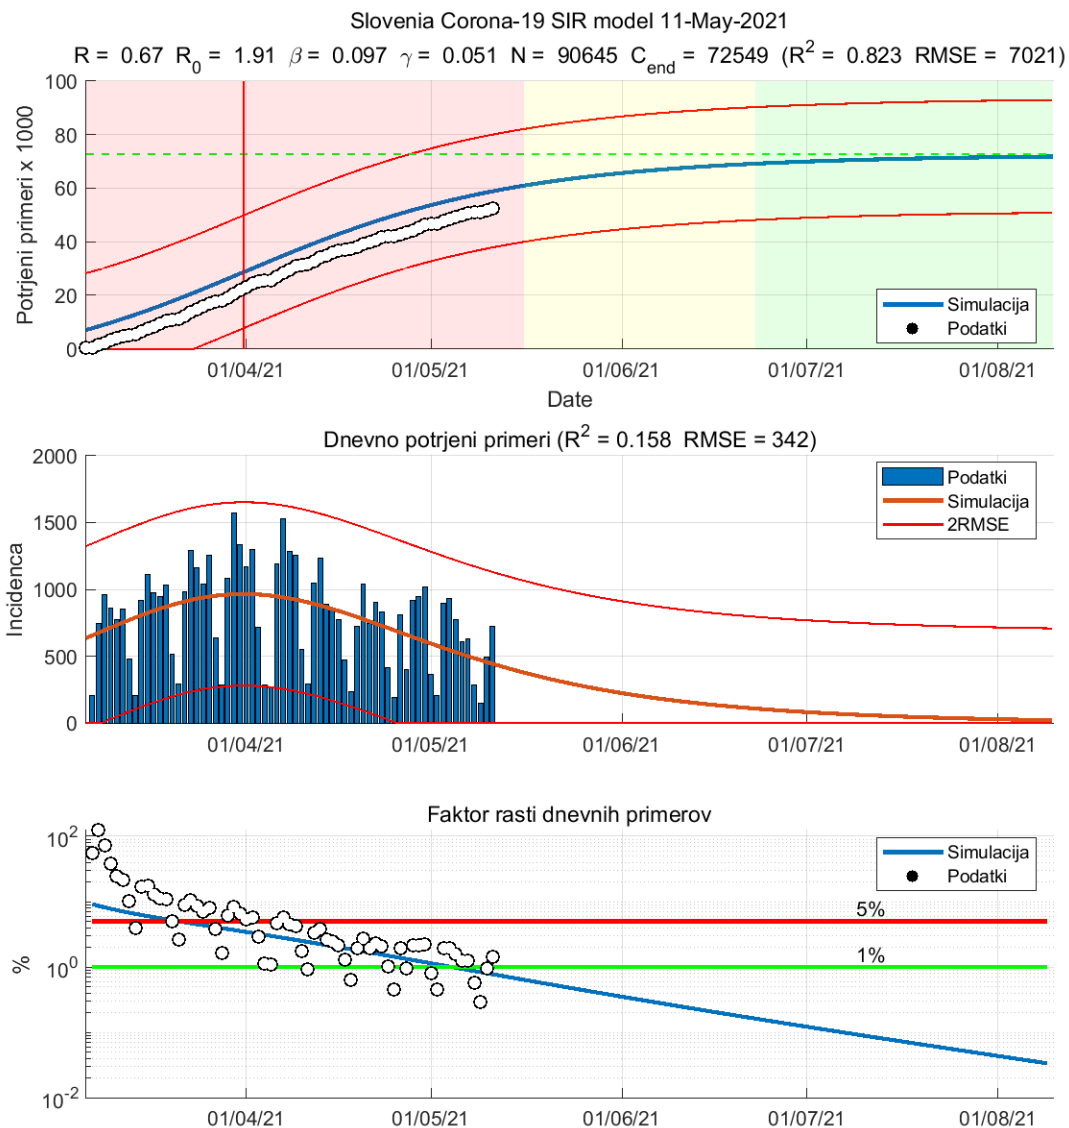 Slovenia Corona-19 SIR model 11-May-2021
R = 0.67 R0 = 1.91 β = 0.097 γ = 0.051 N = 90645 Cend = 72549 (R2 = 0.823 RMSE = 7021)
Potrjeni primeri x 1000
100
80
60
40
20
0
Simulacija
Podatki
01/04/21 01/05/21 01/06/21 01/07/21 01/08/21
Date
Dnevno potrjeni primeri (R2 = 0.158 RMSE = 342)
Incidenca
2000
1500
1000
500
0
Podatki
Simulacija
2RMSE
01/04/21 01/05/21 01/06/21 01/07/21 01/08/21
Faktor rasti dnevnih primerov
%
10^2
10^0
10^-2
Simulacija
Podatki
5%
1%
01/04/21 01/05/21 01/06/21 01/07/21 01/08/21